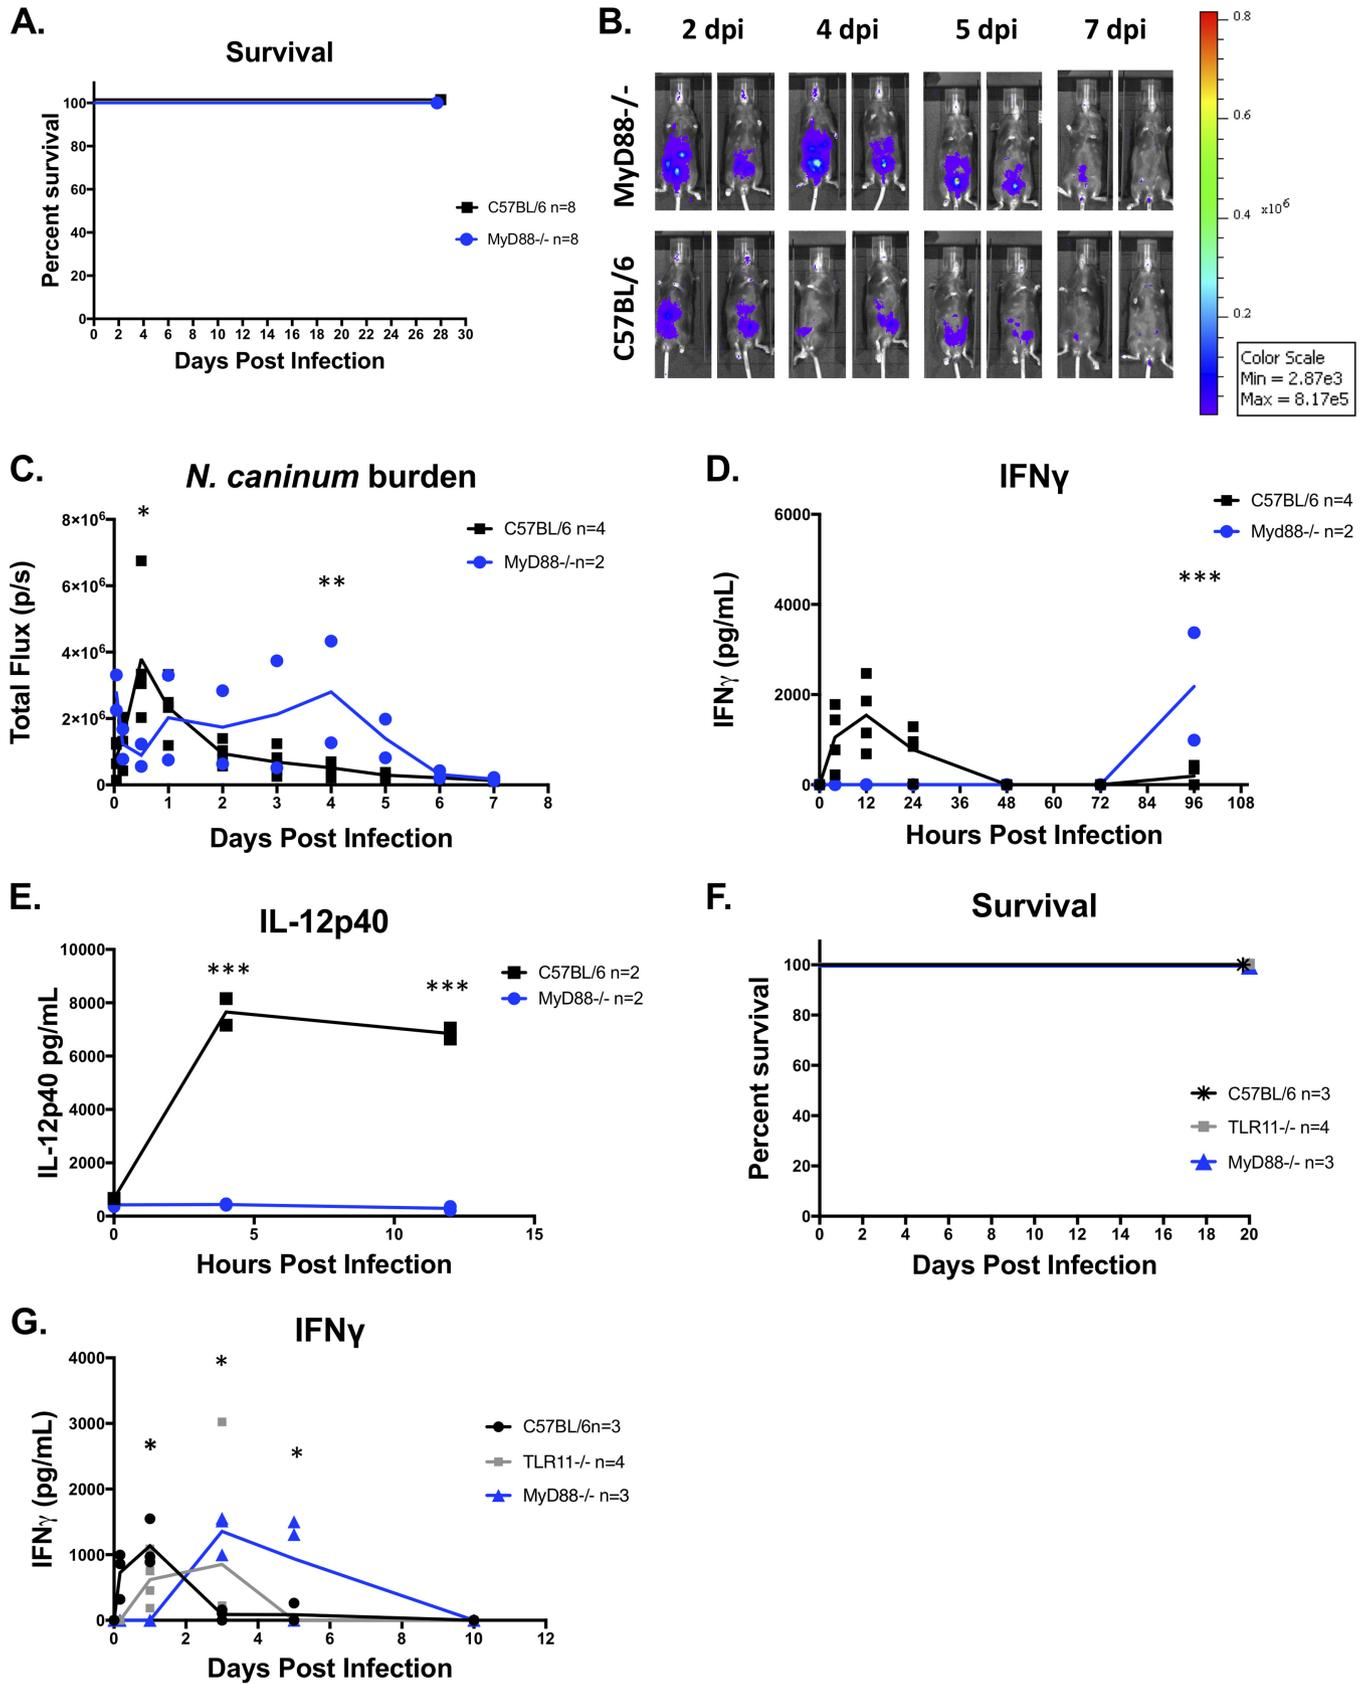 A.
Survival
Percent survival
100
80
60
40
20
0
0 2 4 6 8 10 12 14 16 18 20 22 24 26 28 30
Days Post Infection
C57BL/6 n=8
MyD88-/- n=8
B.
2 dpi 4 dpi 5 dpi 7 dpi
MyD88-/-
C57BL/6
0.8
0.6
0.4 x10⁶
0.2
Color Scale
Min = 2.87e3
Max = 8.17e5
C.
N. caninum burden
Total Flux (p/s)
8×10⁶
6×10⁶
4×10⁶
2×10⁶
0
0 1 2 3 4 5 6 7 8
Days Post Infection
*
**
C57BL/6 n=4
MyD88-/-n=2
D.
IFNγ
IFNγ (pg/mL)
6000
4000
2000
0
0 12 24 36 48 60 72 84 96 108
Hours Post Infection
***
C57BL/6 n=4
Myd88-/- n=2
E.
IL-12p40
IL-12p40 pg/mL
10000
8000
6000
4000
2000
0
0 5 10 15
Hours Post Infection
***
***
C57BL/6 n=2
MyD88-/- n=2
F.
Survival
Percent survival
100
80
60
40
20
0
0 2 4 6 8 10 12 14 16 18 20
Days Post Infection
C57BL/6 n=3
TLR11-/- n=4
MyD88-/- n=3
G.
IFNγ
IFNγ (pg/mL)
4000
3000
2000
1000
0
0 2 4 6 8 10 12
Days Post Infection
*
*
*
C57BL/6n=3
TLR11-/- n=4
MyD88-/- n=3